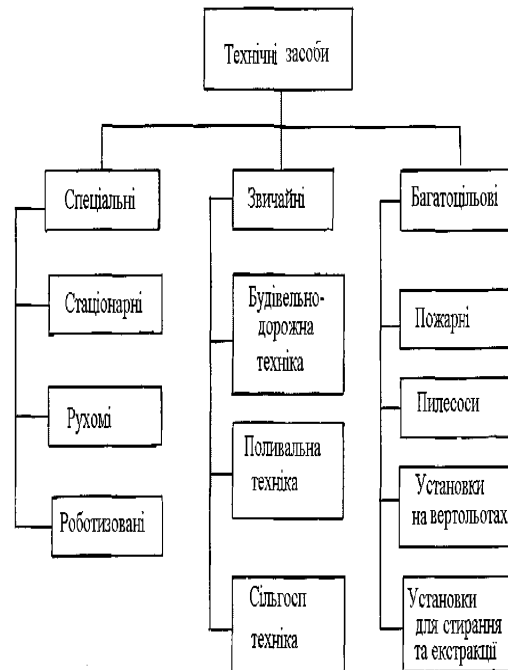 Технічні засоби
Спеціальні
Стаціонарні
Рухомі
Роботизовані
Звичайні
Будівельно-
дорожна
техніка
Поливальна
техніка
Сільгосп
техніка
Багатоцільові
Пожарні
Пилесоси
Установки
на вертольотах
Установки
для стирання
та екстракції